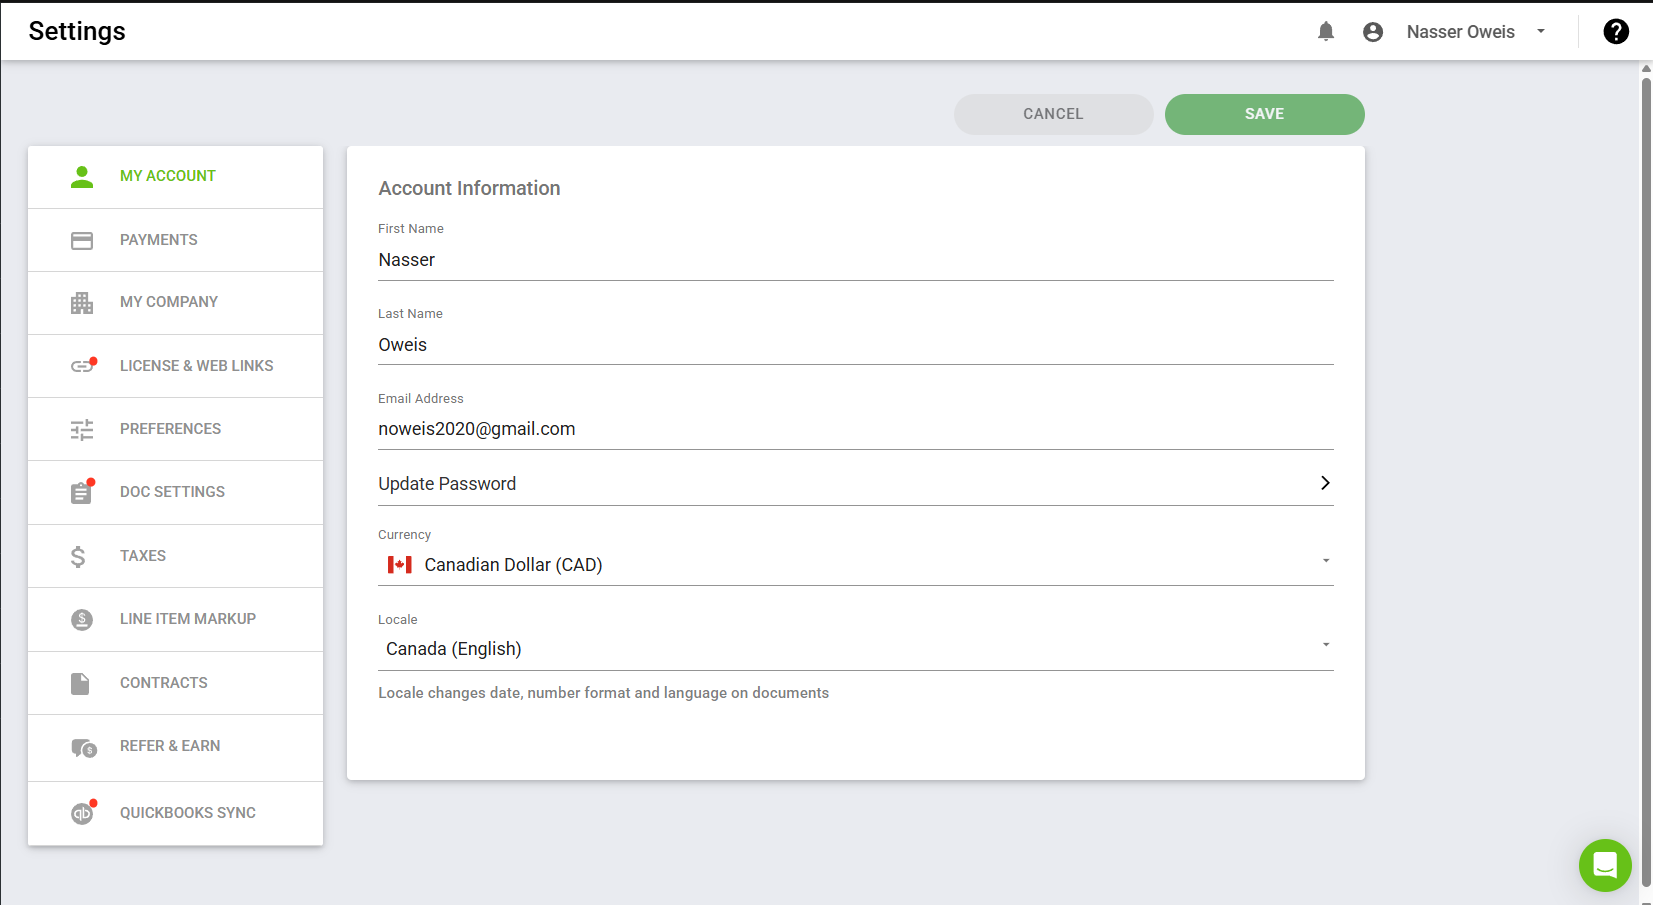 Settings
Nasser Oweis
CANCEL
SAVE
MY ACCOUNT
PAYMENTS
MY COMPANY
LICENSE & WEB LINKS
PREFERENCES
DOC SETTINGS
TAXES
LINE ITEM MARKUP
CONTRACTS
REFER & EARN
QUICKBOOKS SYNC
Account Information
First Name
Nasser
Last Name
Oweis
Email Address
noweis2020@gmail.com
Update Password
Currency
Canadian Dollar (CAD)
Locale
Canada (English)
Locale changes date, number format and language on documents